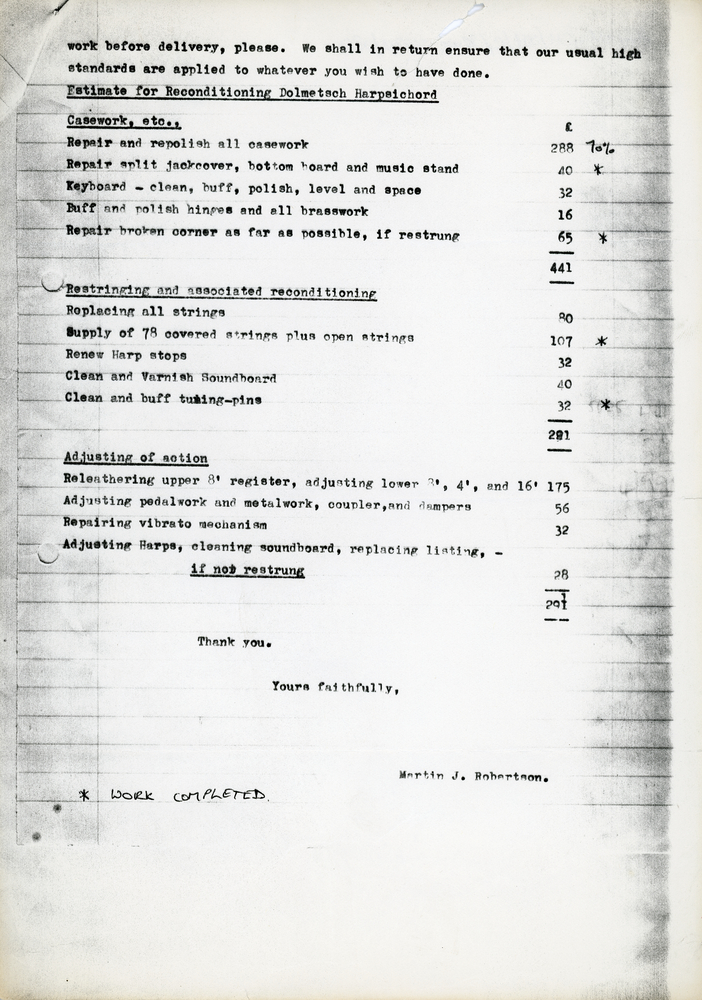 work before delivery, please. We shall in return ensure that our usual high
standards are applied to whatever you wish to have done.
Estimate for Reconditioning Dolmetsch Harpsichord
Casework, etc., £
Repair and repolish all casework 288 70%
Repair split jackcover, bottom board and music stand 40 *
Keyboard - clean, buff, polish, level and space 32
Buff and polish hinges and all brasswork 16
Repair broken corner as far as possible, if restrung 65 *
441
Restringing and associated reconditioning
Replacing all strings 80
Supply of 78 covered strings plus open strings 107 *
Renew Harp stops 32
Clean and Varnish Soundboard 40
Clean and buff tuning-pins 32 *
291
Adjusting of action
Releathering upper 8' register, adjusting lower 8', 4', and 16' 175
Adjusting pedalwork and metalwork, coupler,and dampers 56
Repairing vibrato mechanism 32
Adjusting Harps, cleaning soundboard, replacing listing, -
if not restrung 28
291
Thank you.
Yours faithfully,
Martin J. Robertson.
* WORK COMPLETED.